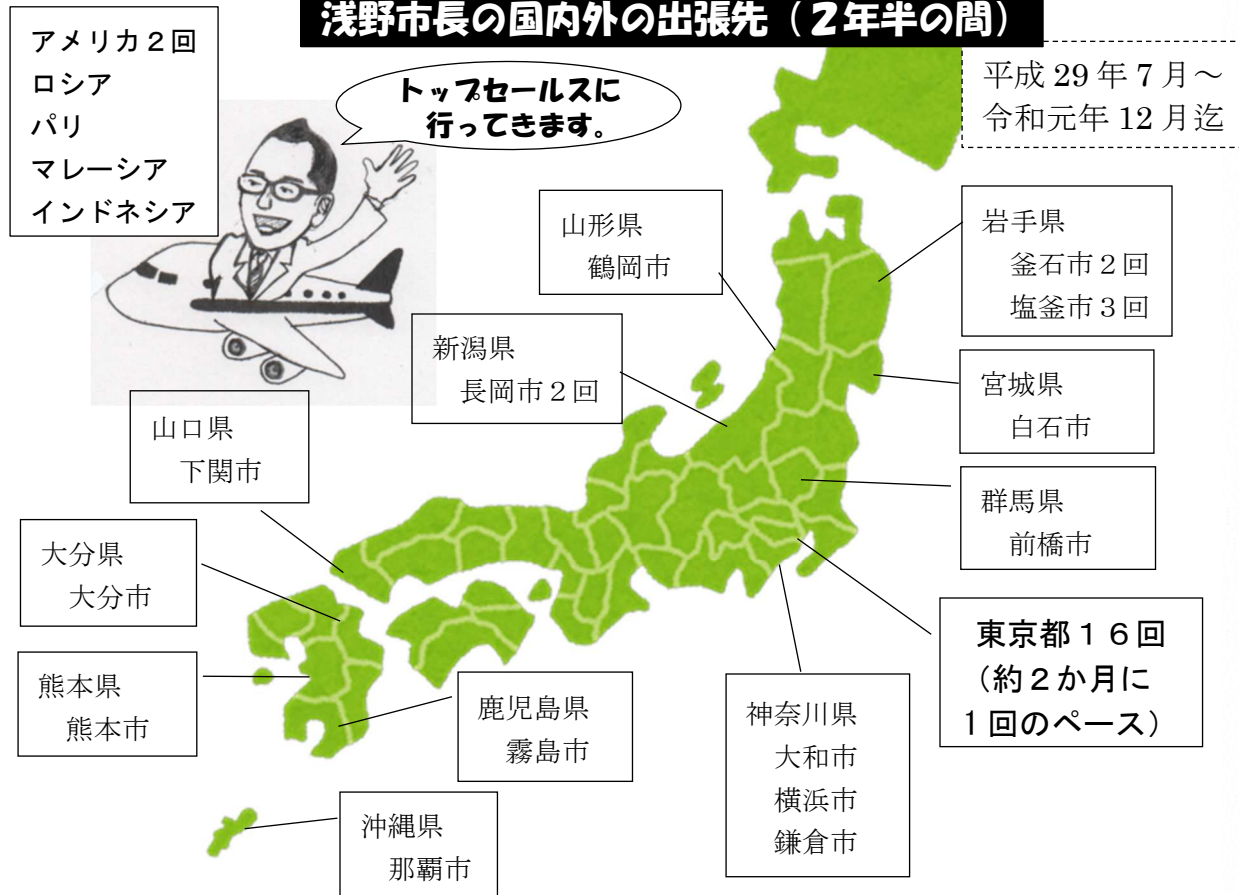 浅野市長の国内外の出張先（２年半の間）
アメリカ２回
ロシア
パリ
マレーシア
インドネシア
トップセールスに
行ってきます。
平成 29 年 7 月～
令和元年 12 月迄
山形県
鶴岡市
岩手県
釜石市２回
塩釜市３回
新潟県
長岡市２回
宮城県
白石市
山口県
下関市
群馬県
前橋市
大分県
大分市
東京都１６回
（約２か月に
１回のペース）
熊本県
熊本市
鹿児島県
霧島市
神奈川県
大和市
横浜市
鎌倉市
沖縄県
那覇市